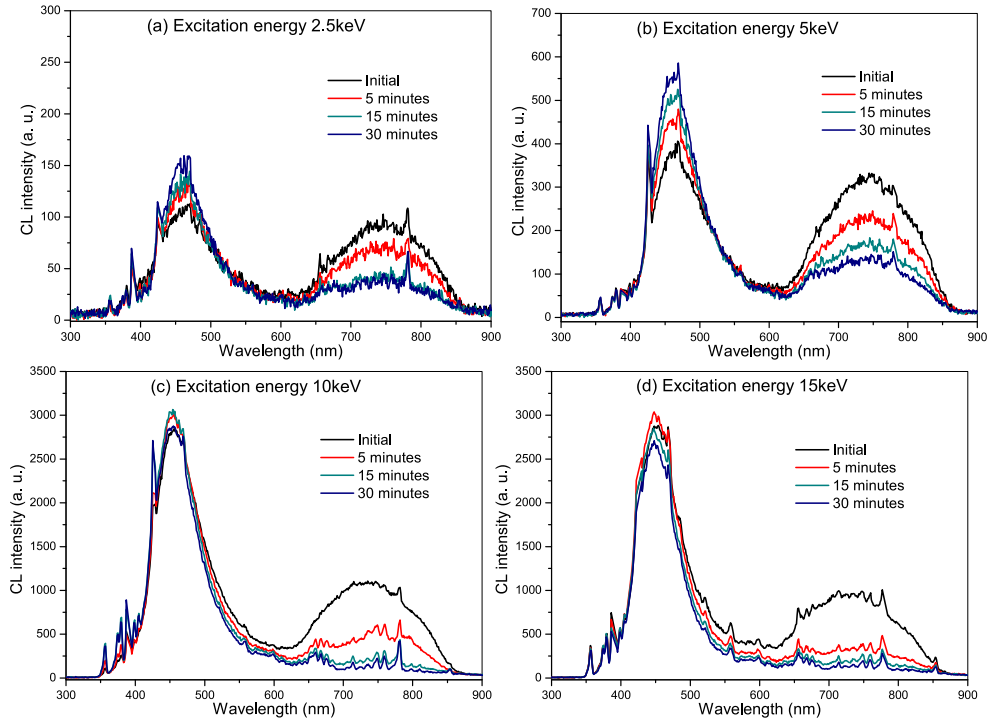 (a) Excitation energy 2.5keV
300
250
200
150
100
50
0
CL intensity (a. u.)
Initial
5 minutes
15 minutes
30 minutes
300 400 500 600 700 800 900
Wavelength (nm)
(b) Excitation energy 5keV
700
600
500
400
300
200
100
0
CL intensity (a. u.)
Initial
5 minutes
15 minutes
30 minutes
300 400 500 600 700 800 900
Wavelength (nm)
(c) Excitation energy 10keV
3500
3000
2500
2000
1500
1000
500
0
CL intensity (a. u.)
Initial
5 minutes
15 minutes
30 minutes
300 400 500 600 700 800 900
Wavelength (nm)
(d) Excitation energy 15keV
3500
3000
2500
2000
1500
1000
500
0
CL intensity (a. u.)
Initial
5 minutes
15 minutes
30 minutes
300 400 500 600 700 800 900
Wavelength (nm)